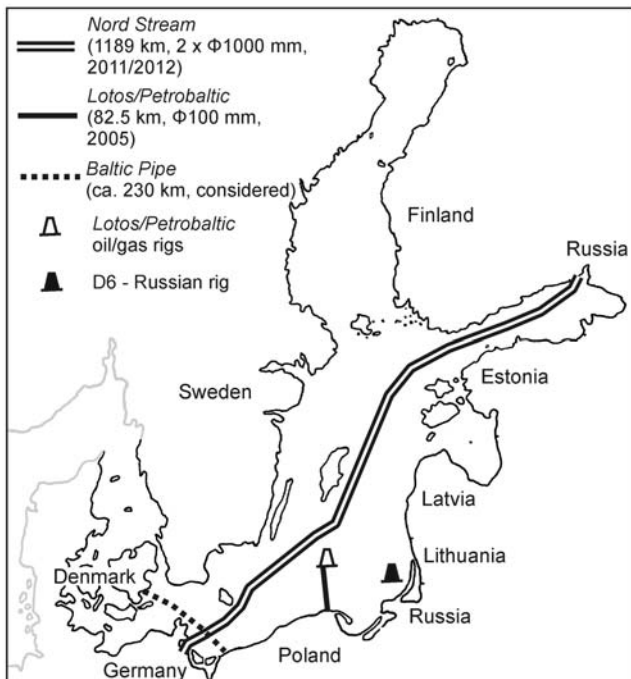 Nord Stream
(1189 km, 2 x Φ1000 mm,
2011/2012)
Lotos/Petrobaltic
(82.5 km, Φ100 mm,
2005)
Baltic Pipe
(ca. 230 km, considered)
Lotos/Petrobaltic
oil/gas rigs
D6 - Russian rig
Finland
Russia
Sweden
Estonia
Latvia
Lithuania
Denmark
Russia
Poland
Germany